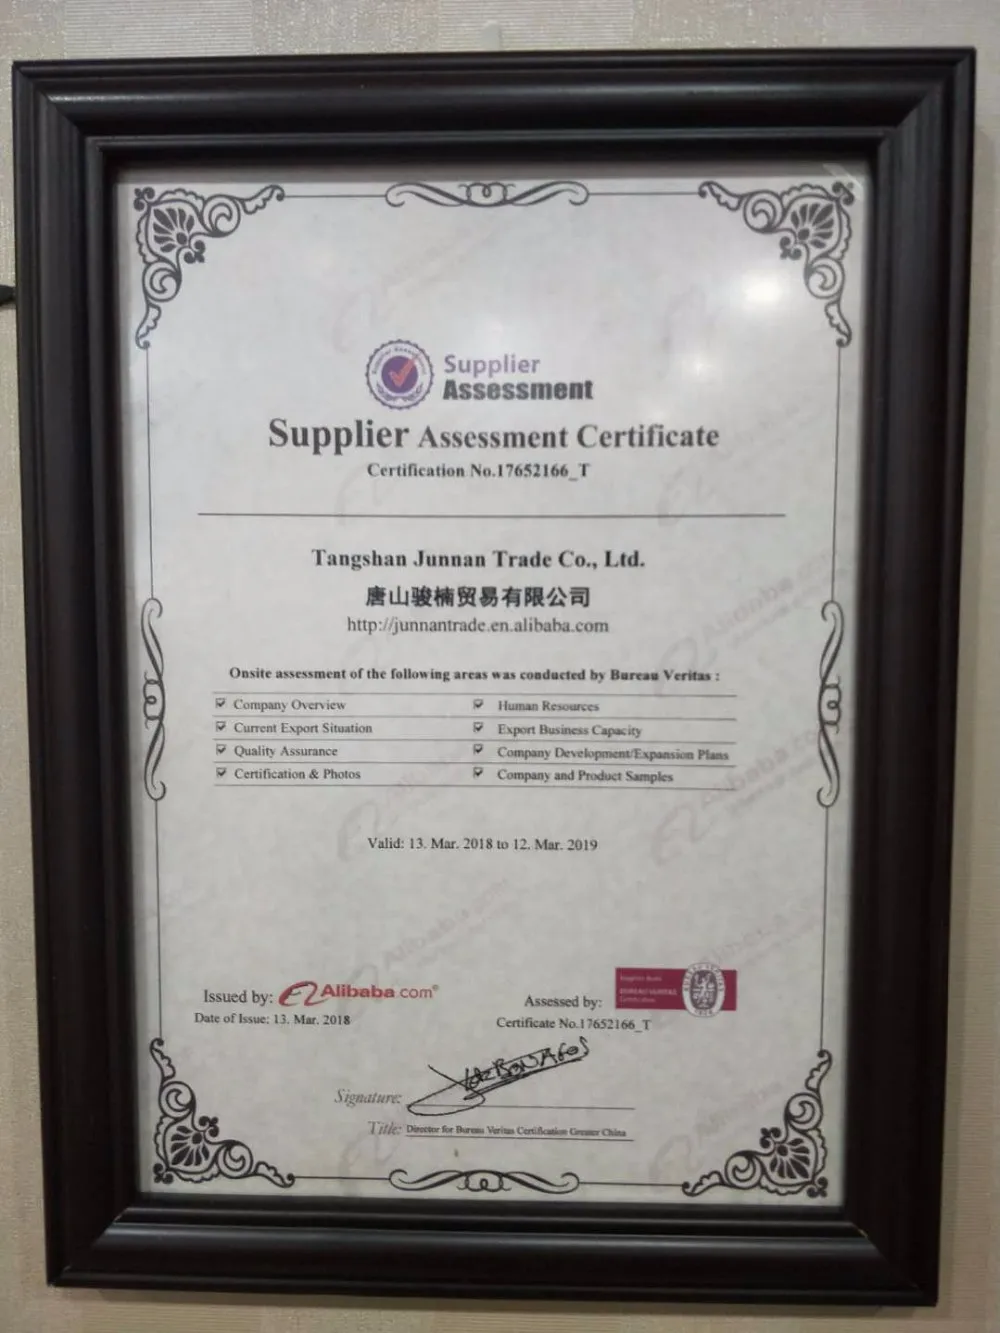 Supplier
Assessment
Supplier Assessment Certificate
Certification No.17652166_T
Tangshan Junnan Trade Co., Ltd.
唐山骏楠贸易有限公司
http://junnantrade.en.alibaba.com
Onsite assessment of the following areas was conducted by Bureau Veritas :
Company Overview
Human Resources
Current Export Situation
Export Business Capacity
Quality Assurance
Company Development/Expansion Plans
Certification & Photos
Company and Product Samples
Valid: 13. Mar. 2018 to 12. Mar. 2019
Issued by: Alibaba.com®
Date of Issue: 13. Mar. 2018
Assessed by:
BUREAU VERITAS
Certification
Certificate No.17652166_T
Signature:
Title: Director for Bureau Veritas Certification Greater China